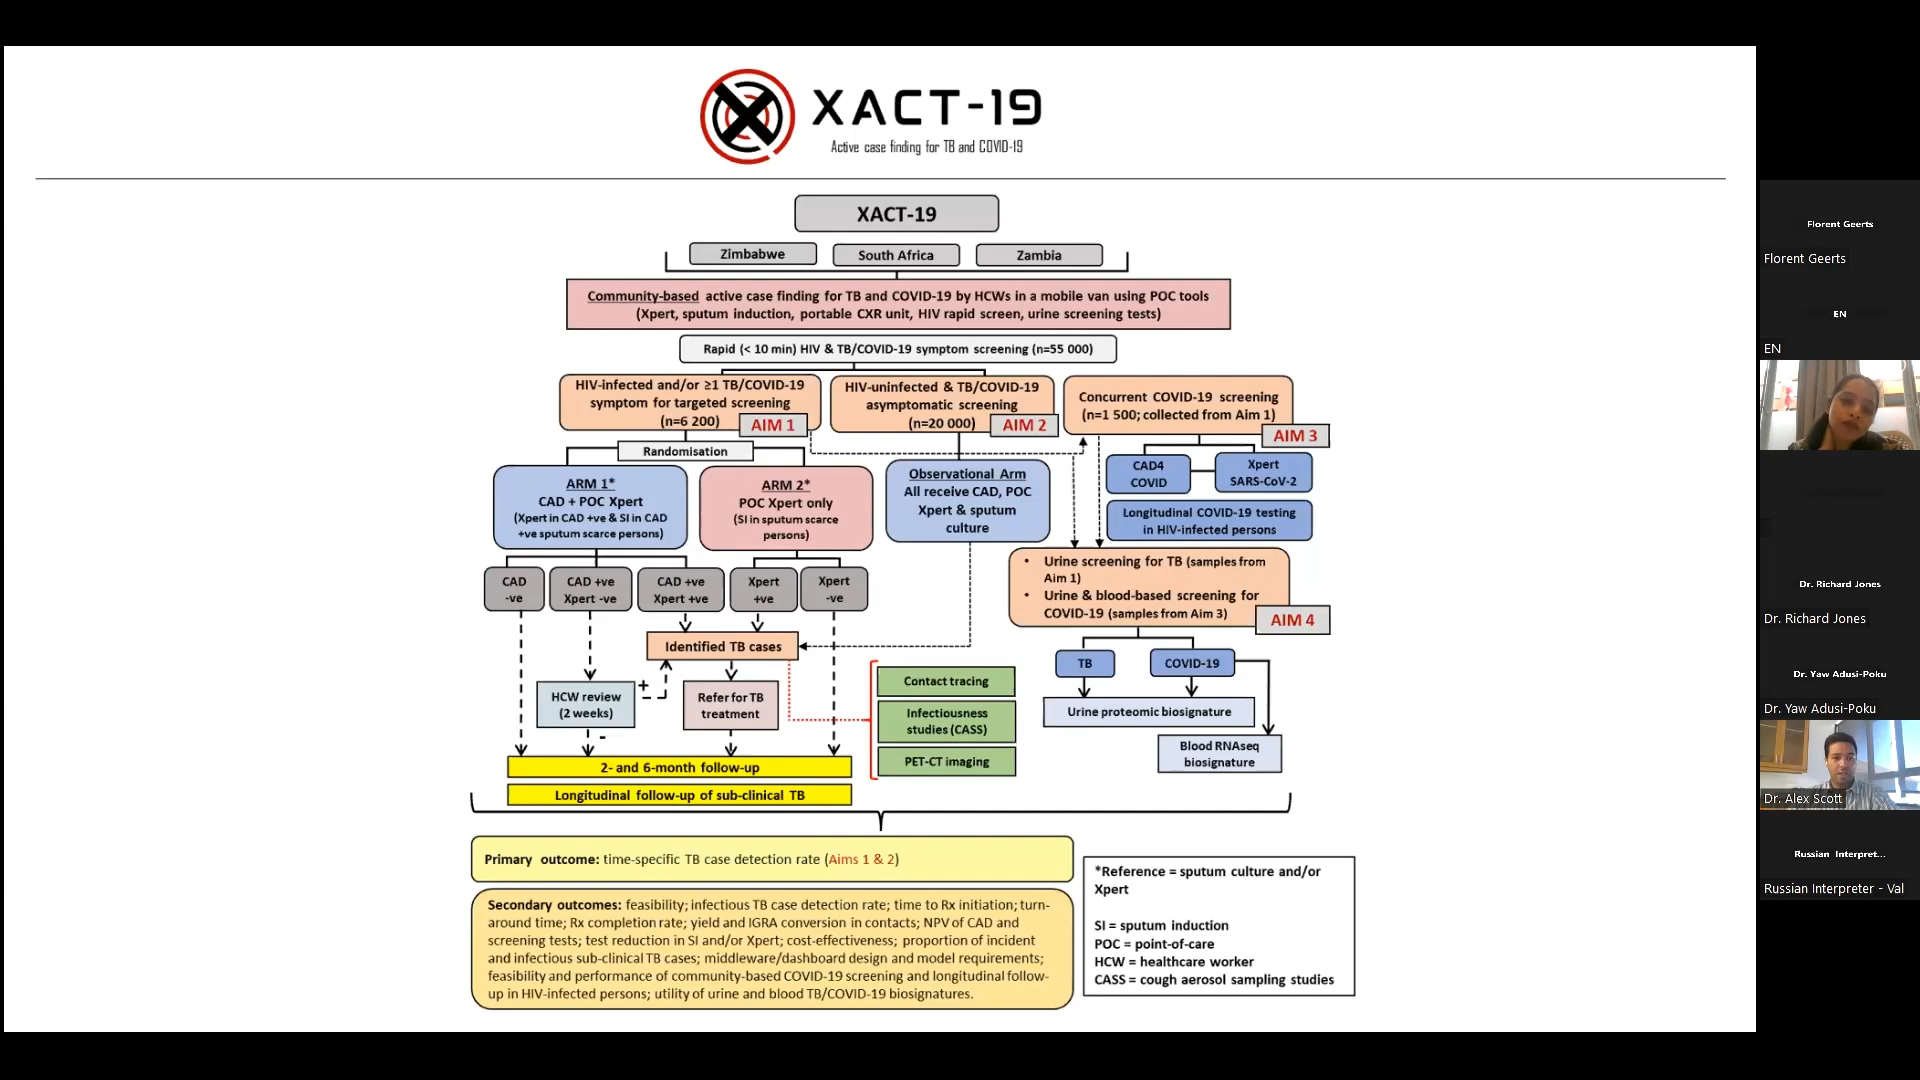 XACT-19
Active case finding for TB and COVID-19
XACT-19
Zimbabwe
South Africa
Zambia
Community-based active case finding for TB and COVID-19 by HCWs in a mobile van using POC tools
(Xpert, sputum induction, portable CXR unit, HIV rapid screen, urine screening tests)
Rapid (< 10 min) HIV & TB/COVID-19 symptom screening (n=55 000)
HIV-infected and/or ≥1 TB/COVID-19
symptom for targeted screening
(n=6 200)
AIM 1
HIV-uninfected & TB/COVID-19
asymptomatic screening
(n=20 000)
AIM 2
Concurrent COVID-19 screening
(n=1 500; collected from Aim 1)
AIM 3
Randomisation
ARM 1*
CAD + POC Xpert
(Xpert in CAD +ve & SI in CAD
+ve sputum scarce persons)
ARM 2*
POC Xpert only
(SI in sputum scarce
persons)
Observational Arm
All receive CAD, POC
Xpert & sputum
culture
CAD4
COVID
Xpert
SARS-CoV-2
Longitudinal COVID-19 testing
in HIV-infected persons
CAD
-ve
CAD +ve
Xpert -ve
CAD +ve
Xpert +ve
Xpert
+ve
Xpert
-ve
• Urine screening for TB (samples from
Aim 1)
• Urine & blood-based screening for
COVID-19 (samples from Aim 3)
AIM 4
Identified TB cases
HCW review
(2 weeks)
+
-
Refer for TB
treatment
Contact tracing
Infectiousness
studies (CASS)
PET-CT imaging
TB
COVID-19
Urine proteomic biosignature
Blood RNAseq
biosignature
2- and 6-month follow-up
Longitudinal follow-up of sub-clinical TB
Primary outcome: time-specific TB case detection rate (Aims 1 & 2)
Secondary outcomes: feasibility; infectious TB case detection rate; time to Rx initiation; turn-
around time; Rx completion rate; yield and IGRA conversion in contacts; NPV of CAD and
screening tests; test reduction in SI and/or Xpert; cost-effectiveness; proportion of incident
and infectious sub-clinical TB cases; middleware/dashboard design and model requirements;
feasibility and performance of community-based COVID-19 screening and longitudinal follow-
up in HIV-infected persons; utility of urine and blood TB/COVID-19 biosignatures.
*Reference = sputum culture and/or
Xpert
SI = sputum induction
POC = point-of-care
HCW = healthcare worker
CASS = cough aerosol sampling studies
Florent Geerts
Florent Geerts
EN
EN
Dr. Richard Jones
Dr. Richard Jones
Dr. Yaw Adusi-Poku
Dr. Yaw Adusi-Poku
Dr. Alex Scott
Russian Interpret...
Russian Interpreter - Val